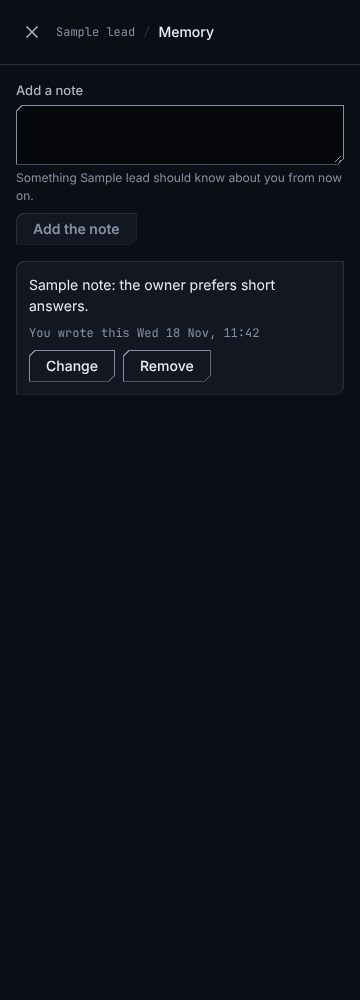 Sample lead / Memory
Add a note
Something Sample lead should know about you from now
on.
Add the note
Sample note: the owner prefers short
answers.
You wrote this Wed 18 Nov, 11:42
Change
Remove